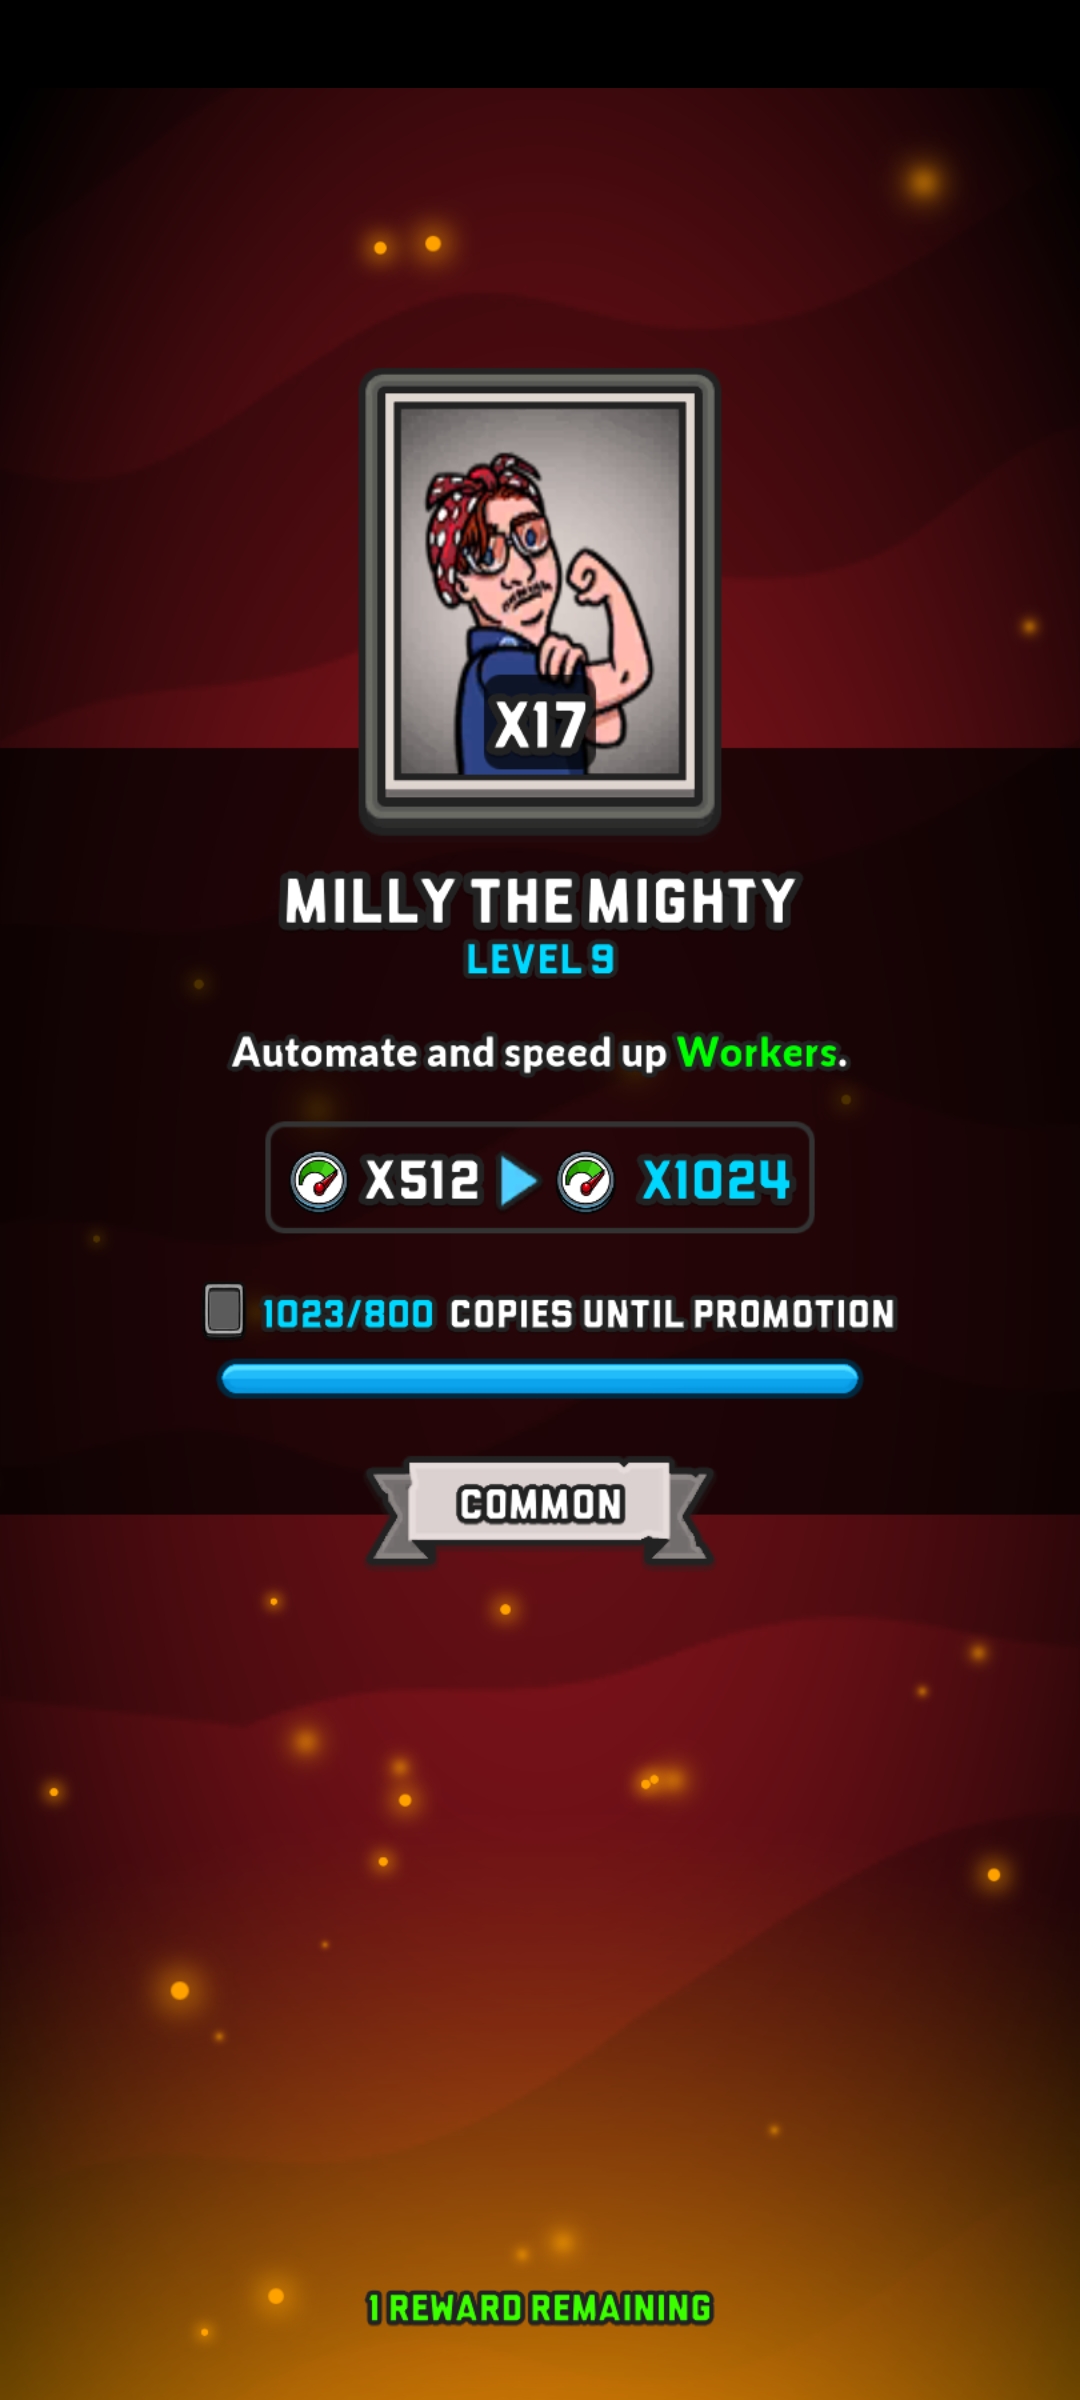 X17
MILLY THE MIGHTY
LEVEL 9
Automate and speed up Workers.
X512 X1024
1023/800 COPIES UNTIL PROMOTION
COMMON
1 REWARD REMAINING